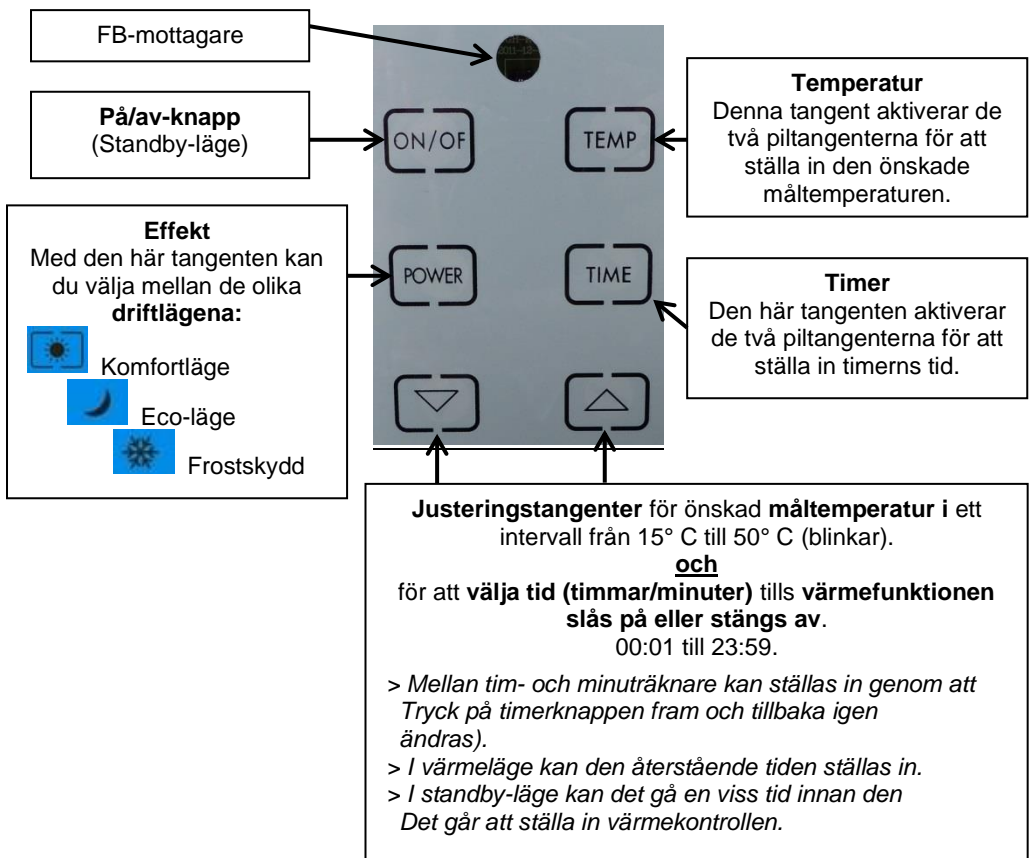 FB-mottagare
På/av-knapp
(Standby-läge)
Effekt
Med den här tangenten kan
du välja mellan de olika
driftlägena:
Komfortläge
Eco-läge
Frostskydd
ON/OF
TEMP
POWER
TIME
Temperatur
Denna tangent aktiverar de
två piltangenterna för att
ställa in den önskade
måltemperaturen.
Timer
Den här tangenten aktiverar
de två piltangenterna för att
ställa in timerns tid.
Justeringstangenter för önskad måltemperatur i ett
intervall från 15° C till 50° C (blinkar).
och
för att välja tid (timmar/minuter) tills värmefunktionen
slås på eller stängs av.
00:01 till 23:59.
> Mellan tim- och minuträknare kan ställas in genom att
Tryck på timerknappen fram och tillbaka igen
ändras).
> I värmeläge kan den återstående tiden ställas in.
> I standby-läge kan det gå en viss tid innan den
Det går att ställa in värmekontrollen.